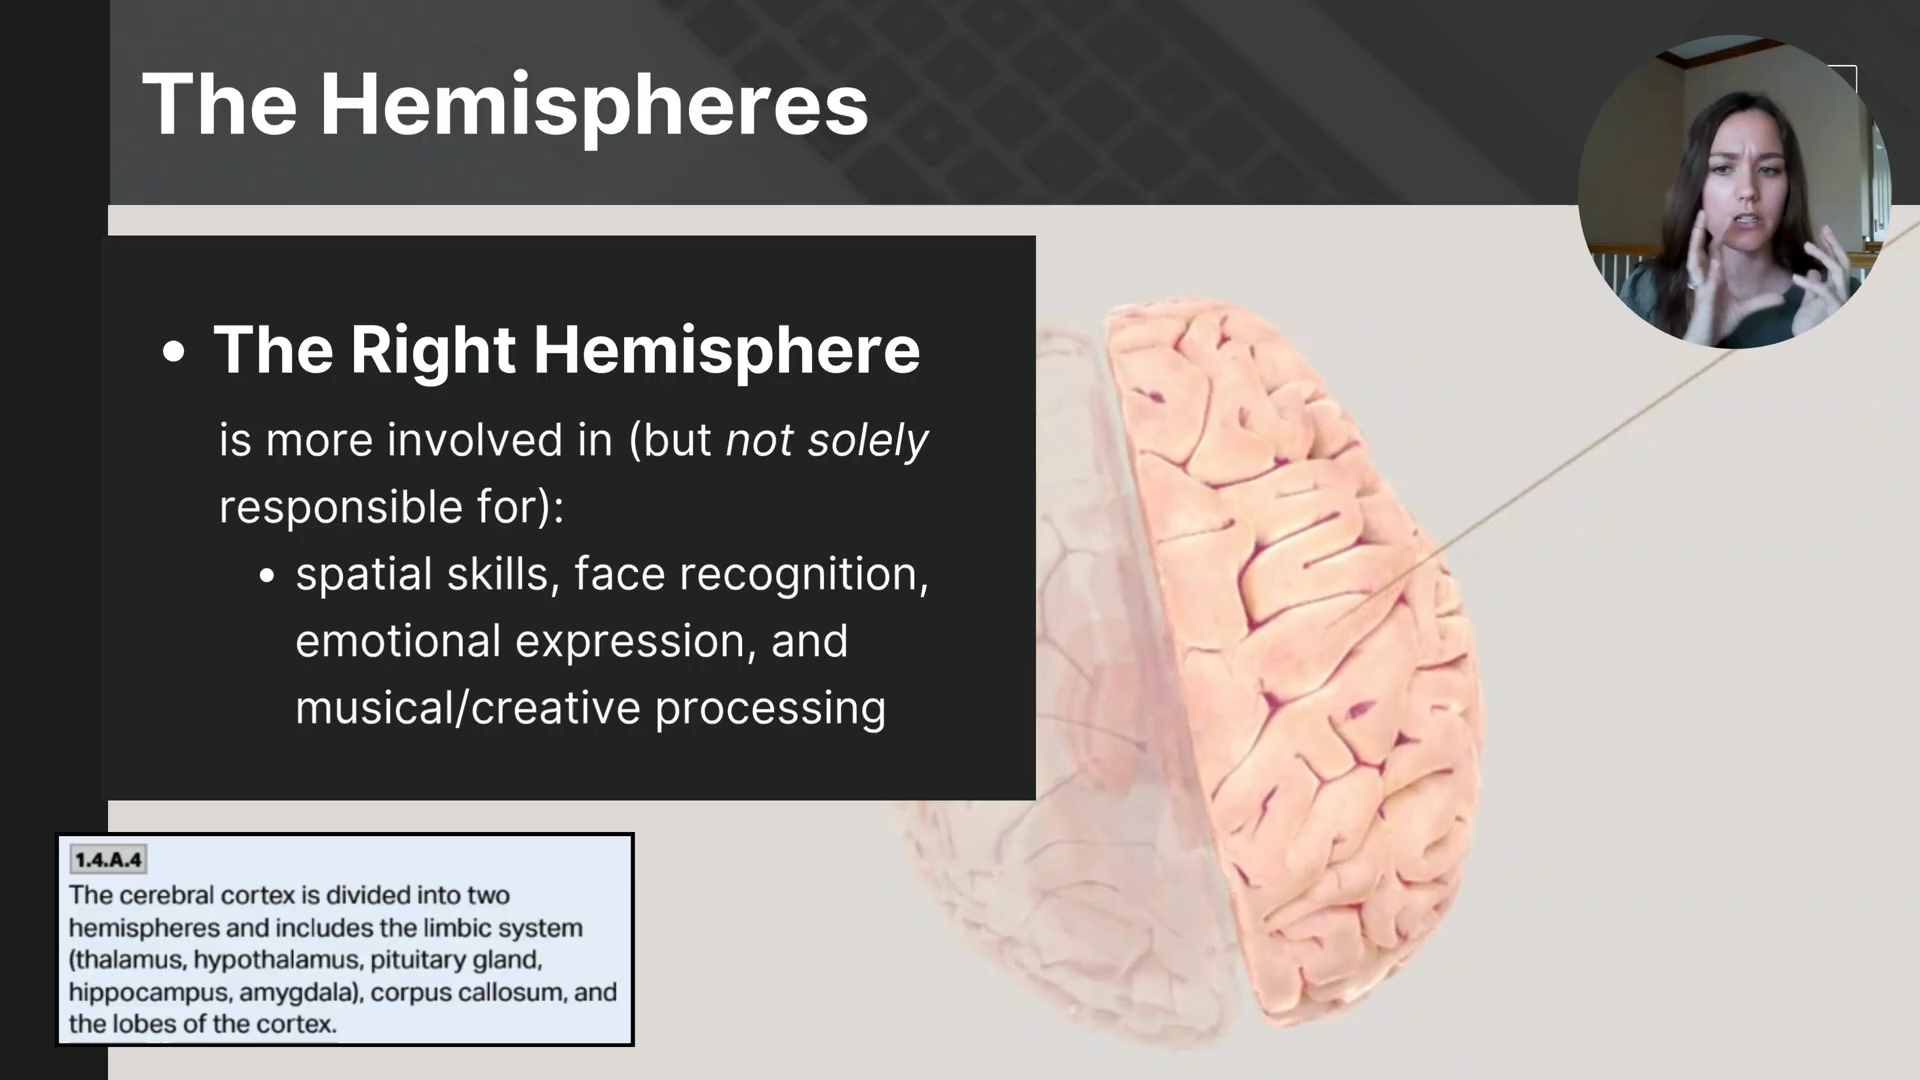 The Hemispheres
• The Right Hemisphere
is more involved in (but not solely
responsible for):
• spatial skills, face recognition,
emotional expression, and
musical/creative processing
1.4.A.4
The cerebral cortex is divided into two
hemispheres and includes the limbic system
(thalamus, hypothalamus, pituitary gland,
hippocampus, amygdala), corpus callosum, and
the lobes of the cortex.